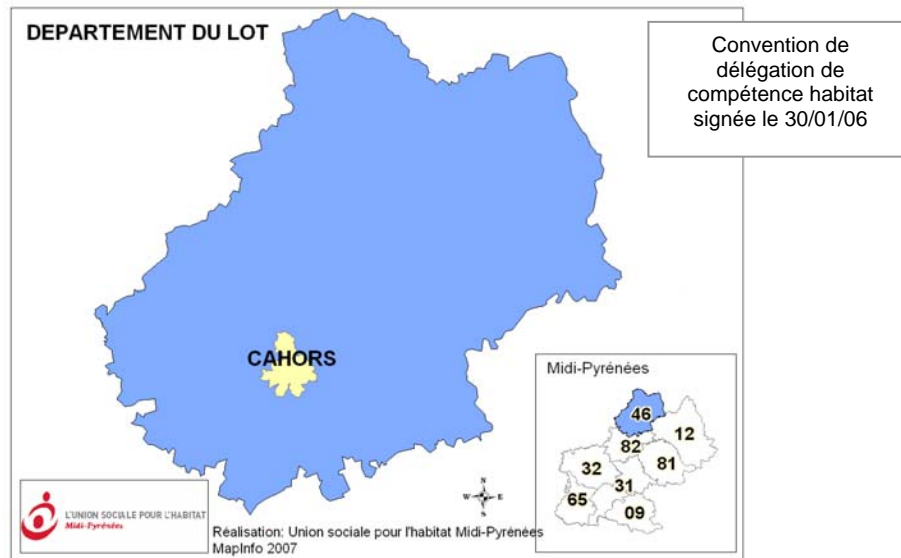 DEPARTEMENT DU LOT
Convention de
délégation de
compétence habitat
signée le 30/01/06
CAHORS
Midi-Pyrénées
46
12
82
32
81
31
65
09
N
W E
S
L'UNION SOCIALE POUR L'HABITAT
Midi-Pyrénées
Réalisation: Union sociale pour l'habitat Midi-Pyrénées
MapInfo 2007